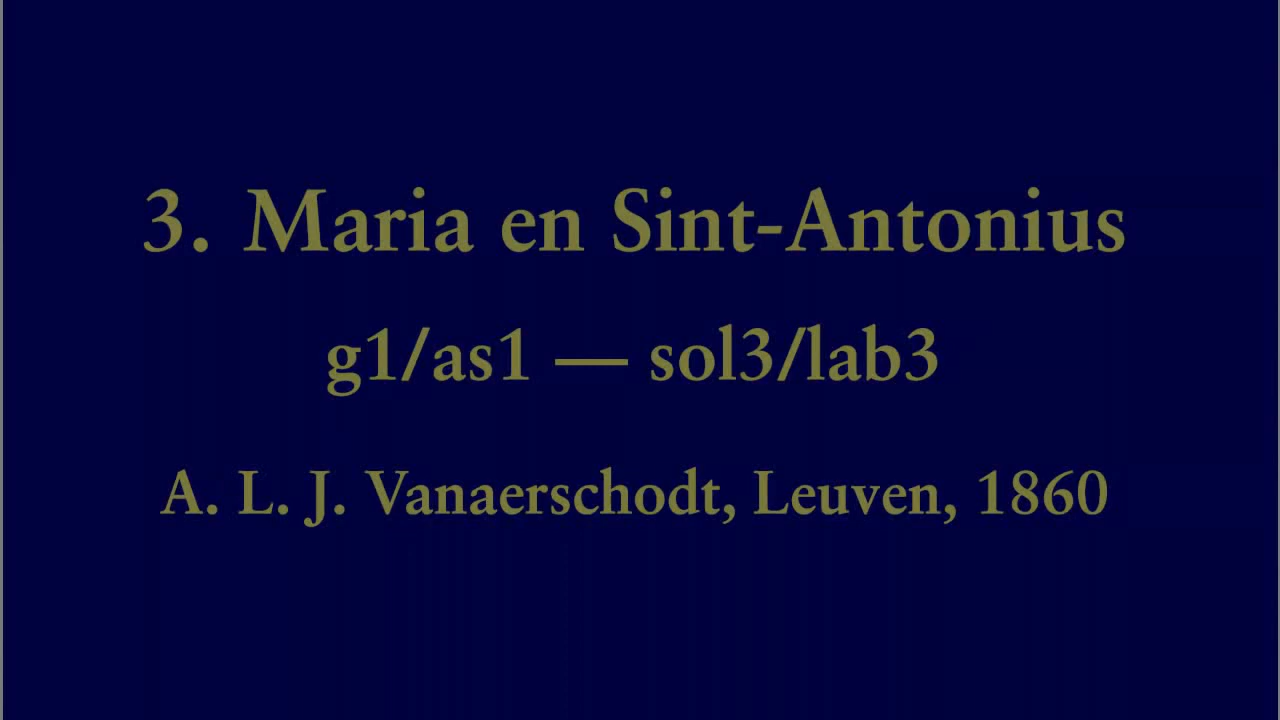 3. Maria en Sint-Antonius
g1/as1 — sol3/lab3
A. L. J. Vanaerschodt, Leuven, 1860